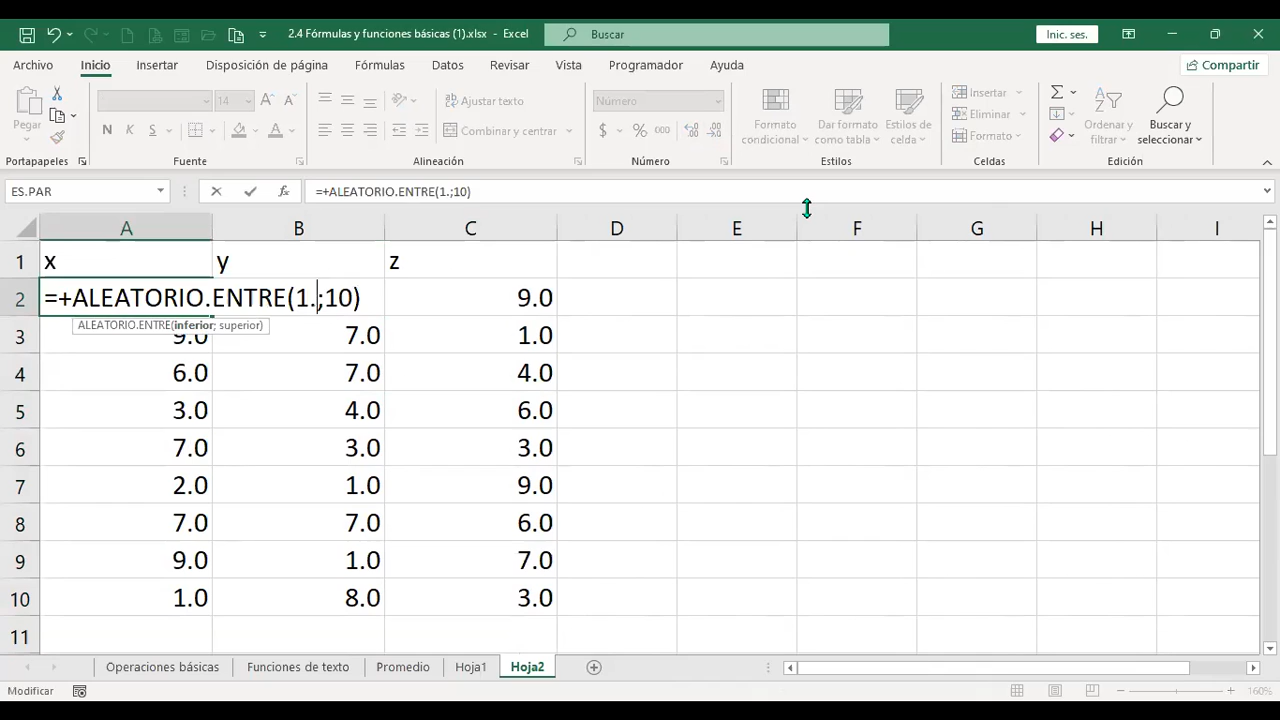 2.4 Fórmulas y funciones básicas (1).xlsx - Excel
Buscar
Inic. ses.
Archivo Inicio Insertar Disposición de página Fórmulas Datos Revisar Vista Programador Ayuda Compartir
Pegar
Portapapeles
14 A A
N K S A
Fuente
ab Ajustar texto
Combinar y centrar
Alineación
Número
$ % 000
Número
Formato condicional
Dar formato como tabla
Estilos de celda
Estilos
Insertar
Eliminar
Formato
Celdas
Ordenar y filtrar
Buscar y seleccionar
Edición
ES.PAR fx =+ALEATORIO.ENTRE(1.;10)
A B C D E F G H I
1 x y z
2 =+ALEATORIO.ENTRE(1.;10) 9.0
ALEATORIO.ENTRE(inferior; superior)
3 9.0 7.0 1.0
4 6.0 7.0 4.0
5 3.0 4.0 6.0
6 7.0 3.0 3.0
7 2.0 1.0 9.0
8 7.0 7.0 6.0
9 9.0 1.0 7.0
10 1.0 8.0 3.0
11
Operaciones básicas Funciones de texto Promedio Hoja1 Hoja2
Modificar 160%